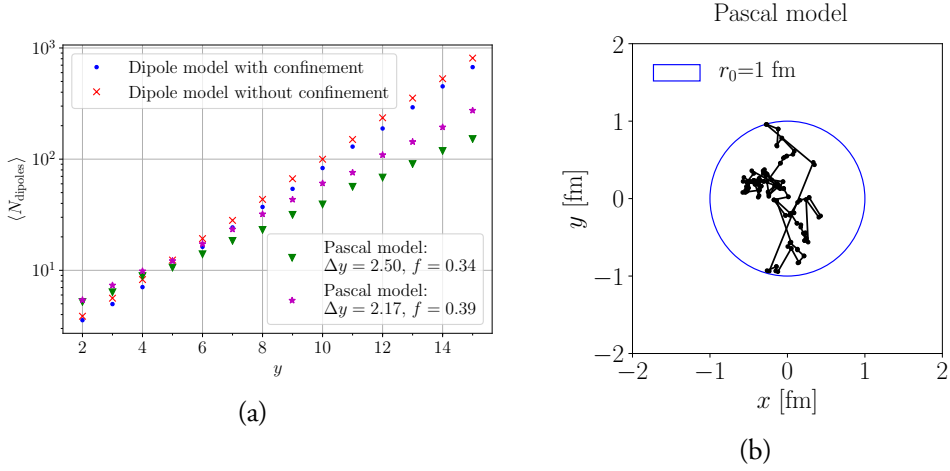 10³
10²
10¹
⟨N_dipoles⟩
Dipole model with confinement
Dipole model without confinement
Pascal model:
Δy = 2.50, f = 0.34
Pascal model:
Δy = 2.17, f = 0.39
2 4 6 8 10 12 14
y
(a)
Pascal model
r₀=1 fm
2
1
0
−1
−2
y [fm]
−2 −1 0 1 2
x [fm]
(b)